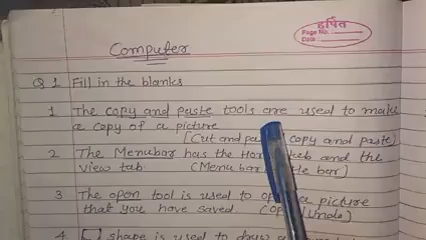 हर्षित
Page No.
Date
Computer
Q 1 Fill in the blanks
1 The copy and paste tools are used to make
a copy of a picture
[Cut and copy and paste]
2 The Menubar has the and the
view tab (Menu bar bar)
3 The open tool is used to a picture
that you have saved
4 shape is used to